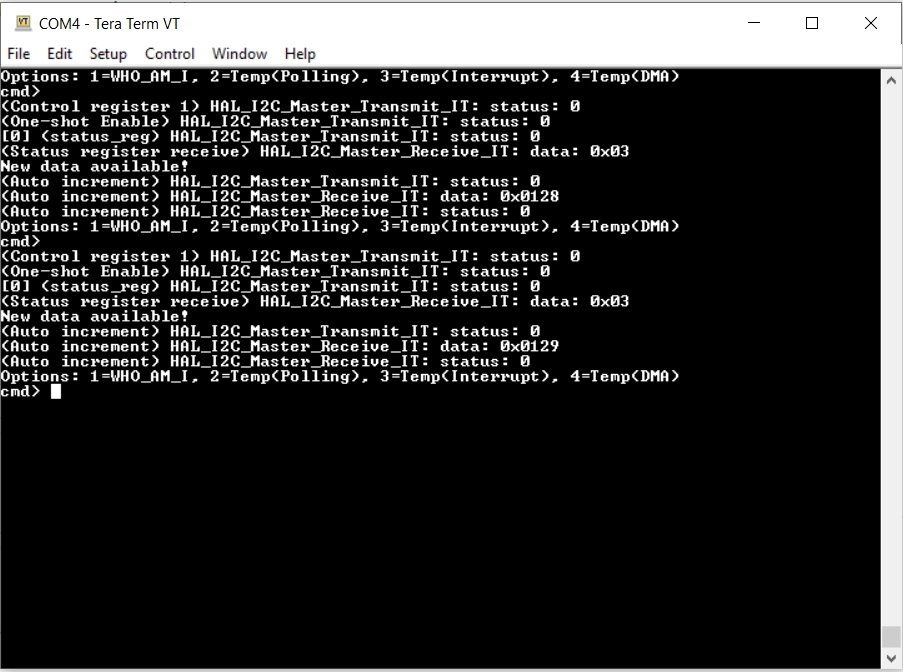 COM4 - Tera Term VT
File Edit Setup Control Window Help
Options: 1=WHO_AM_I, 2=Temp(Polling), 3=Temp(Interrupt), 4=Temp(DMA)
cmd>
(Control register 1) HAL_I2C_Master_Transmit_IT: status: 0
(One-shot Enable) HAL_I2C_Master_Transmit_IT: status: 0
[0] (status_reg) HAL_I2C_Master_Transmit_IT: status: 0
(Status register receive) HAL_I2C_Master_Receive_IT: data: 0x03
New data available!
(Auto increment) HAL_I2C_Master_Transmit_IT: status: 0
(Auto increment) HAL_I2C_Master_Receive_IT: data: 0x0128
(Auto increment) HAL_I2C_Master_Receive_IT: status: 0
Options: 1=WHO_AM_I, 2=Temp(Polling), 3=Temp(Interrupt), 4=Temp(DMA)
cmd>
(Control register 1) HAL_I2C_Master_Transmit_IT: status: 0
(One-shot Enable) HAL_I2C_Master_Transmit_IT: status: 0
[0] (status_reg) HAL_I2C_Master_Transmit_IT: status: 0
(Status register receive) HAL_I2C_Master_Receive_IT: data: 0x03
New data available!
(Auto increment) HAL_I2C_Master_Transmit_IT: status: 0
(Auto increment) HAL_I2C_Master_Receive_IT: data: 0x0129
(Auto increment) HAL_I2C_Master_Receive_IT: status: 0
Options: 1=WHO_AM_I, 2=Temp(Polling), 3=Temp(Interrupt), 4=Temp(DMA)
cmd>